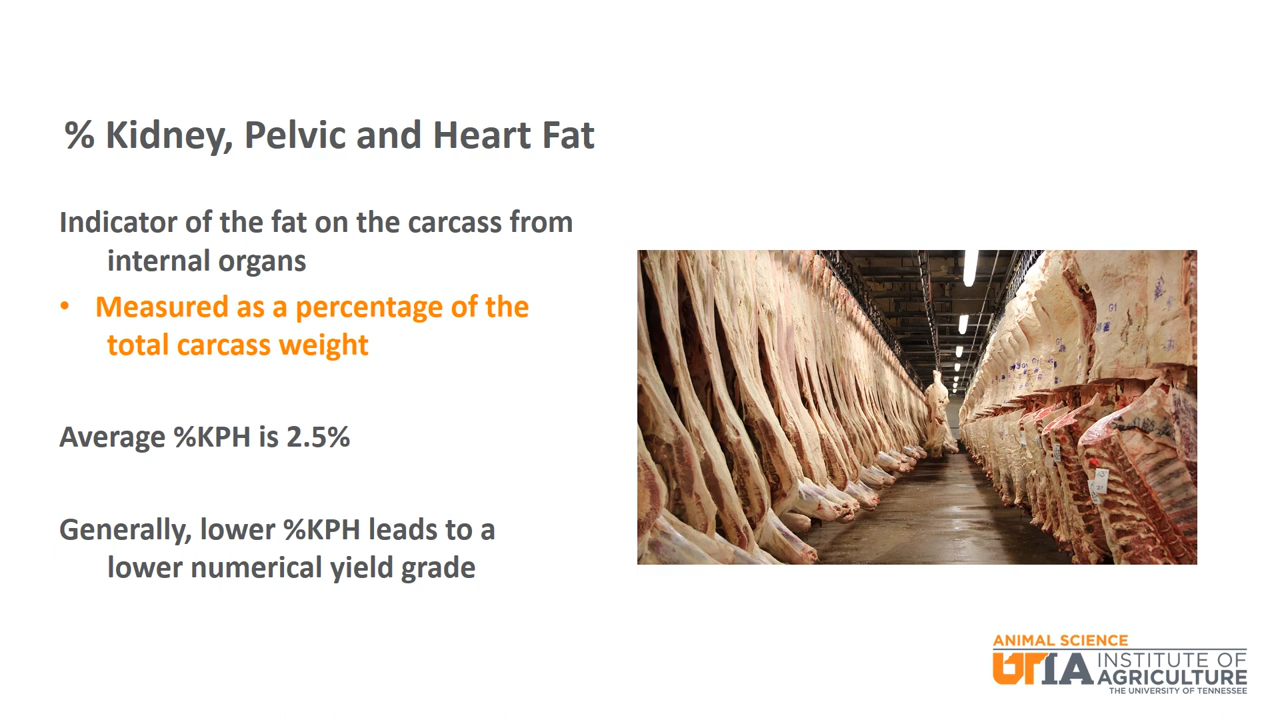 % Kidney, Pelvic and Heart Fat
Indicator of the fat on the carcass from
internal organs
• Measured as a percentage of the
total carcass weight
Average %KPH is 2.5%
Generally, lower %KPH leads to a
lower numerical yield grade
ANIMAL SCIENCE
UTIA INSTITUTE OF
AGRICULTURE
THE UNIVERSITY OF TENNESSEE